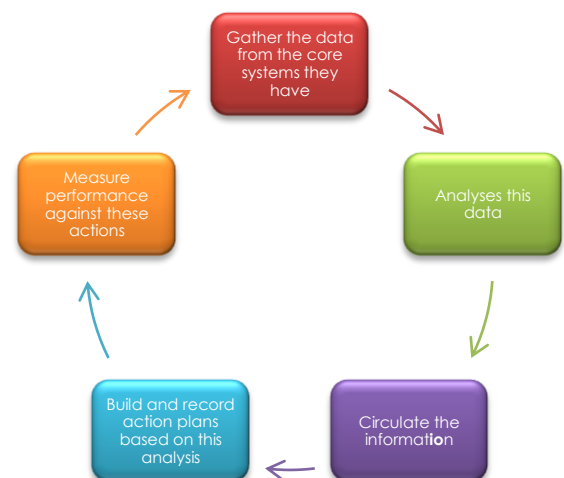 Gather the data
from the core
systems they
have
Analyses this
data
Circulate the
information
Build and record
action plans
based on this
analysis
Measure
performance
against these
actions